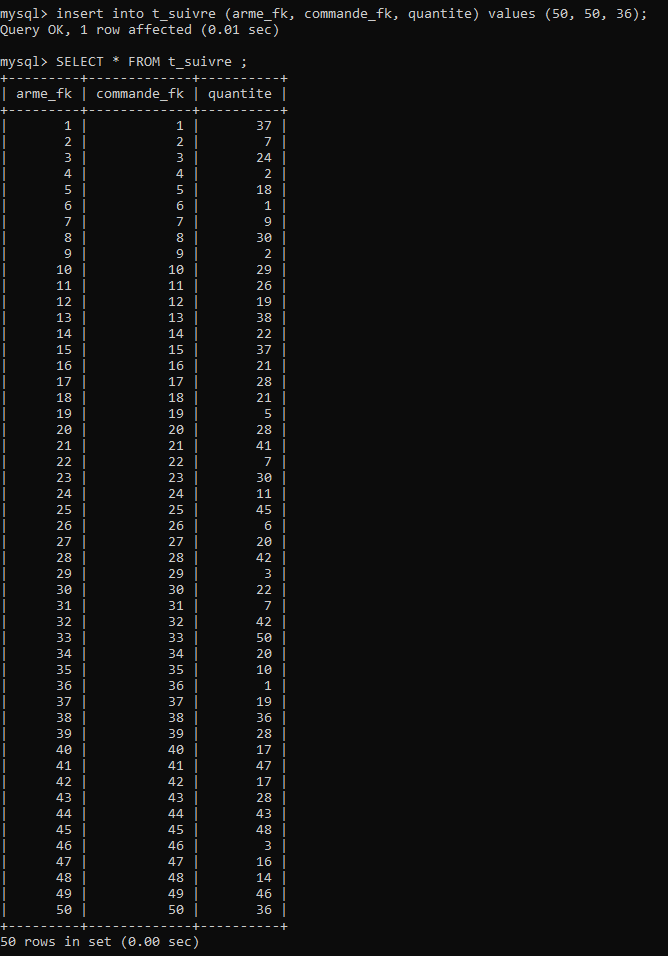 mysql> insert into t_suivre (arme_fk, commande_fk, quantite) values (50, 50, 36);
Query OK, 1 row affected (0.01 sec)

mysql> SELECT * FROM t_suivre ;
+---------+-------------+----------+
| arme_fk | commande_fk | quantite |
+---------+-------------+----------+
|       1 |           1 |       37 |
|       2 |           2 |        7 |
|       3 |           3 |       24 |
|       4 |           4 |        2 |
|       5 |           5 |       18 |
|       6 |           6 |        1 |
|       7 |           7 |        9 |
|       8 |           8 |       30 |
|       9 |           9 |        2 |
|      10 |          10 |       29 |
|      11 |          11 |       26 |
|      12 |          12 |       19 |
|      13 |          13 |       38 |
|      14 |          14 |       22 |
|      15 |          15 |       37 |
|      16 |          16 |       21 |
|      17 |          17 |       28 |
|      18 |          18 |       21 |
|      19 |          19 |        5 |
|      20 |          20 |       28 |
|      21 |          21 |       41 |
|      22 |          22 |        7 |
|      23 |          23 |       30 |
|      24 |          24 |       11 |
|      25 |          25 |       45 |
|      26 |          26 |        6 |
|      27 |          27 |       20 |
|      28 |          28 |       42 |
|      29 |          29 |        3 |
|      30 |          30 |       22 |
|      31 |          31 |        7 |
|      32 |          32 |       42 |
|      33 |          33 |       50 |
|      34 |          34 |       20 |
|      35 |          35 |       10 |
|      36 |          36 |        1 |
|      37 |          37 |       19 |
|      38 |          38 |       36 |
|      39 |          39 |       28 |
|      40 |          40 |       17 |
|      41 |          41 |       47 |
|      42 |          42 |       17 |
|      43 |          43 |       28 |
|      44 |          44 |       43 |
|      45 |          45 |       48 |
|      46 |          46 |        3 |
|      47 |          47 |       16 |
|      48 |          48 |       14 |
|      49 |          49 |       46 |
|      50 |          50 |       36 |
+---------+-------------+----------+
50 rows in set (0.00 sec)